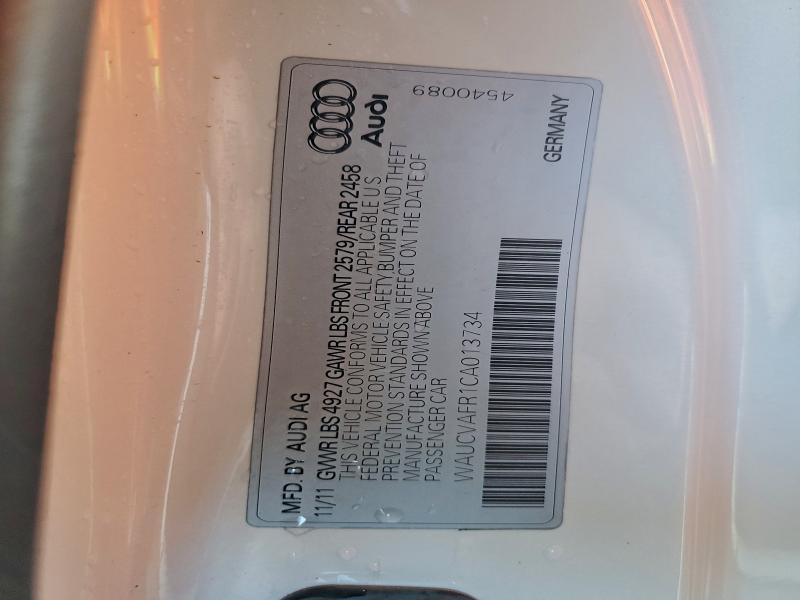 MFD. BY AUDI AG
11/11 GVWR LBS 4927 GAWR LBS FRONT 2579/REAR 2458
THIS VEHICLE CONFORMS TO ALL APPLICABLE U.S
FEDERAL MOTOR VEHICLE SAFETY BUMPER AND THEFT
PREVENTION STANDARDS IN EFFECT ON THE DATE OF
MANUFACTURE SHOWN ABOVE
PASSENGER CAR
WAUCVAFR1CA013734
Audi
4540089
GERMANY